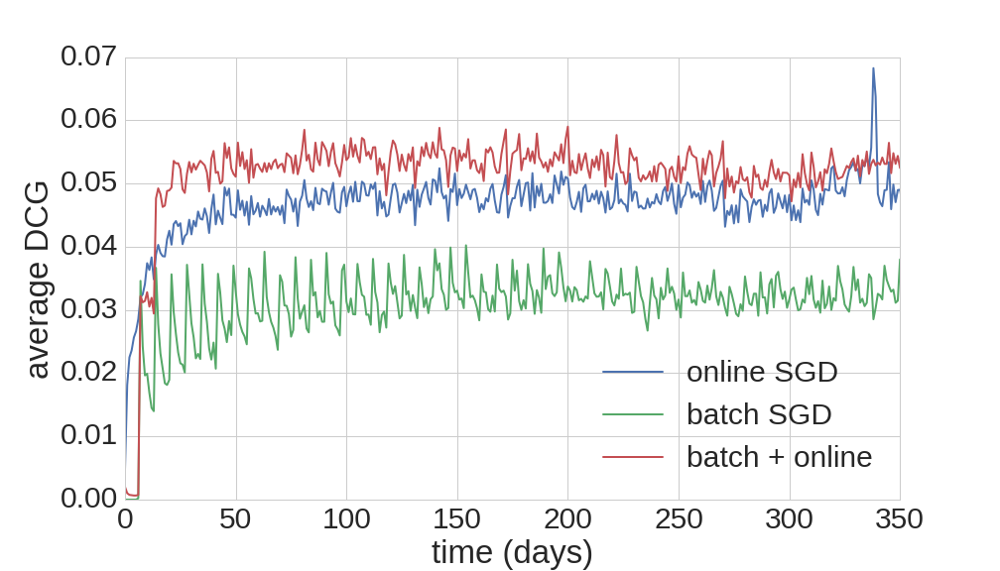 0.07
0.06
0.05
0.04
0.03
0.02
0.01
0.00
average DCG
0 50 100 150 200 250 300 350
time (days)
online SGD
batch SGD
batch + online